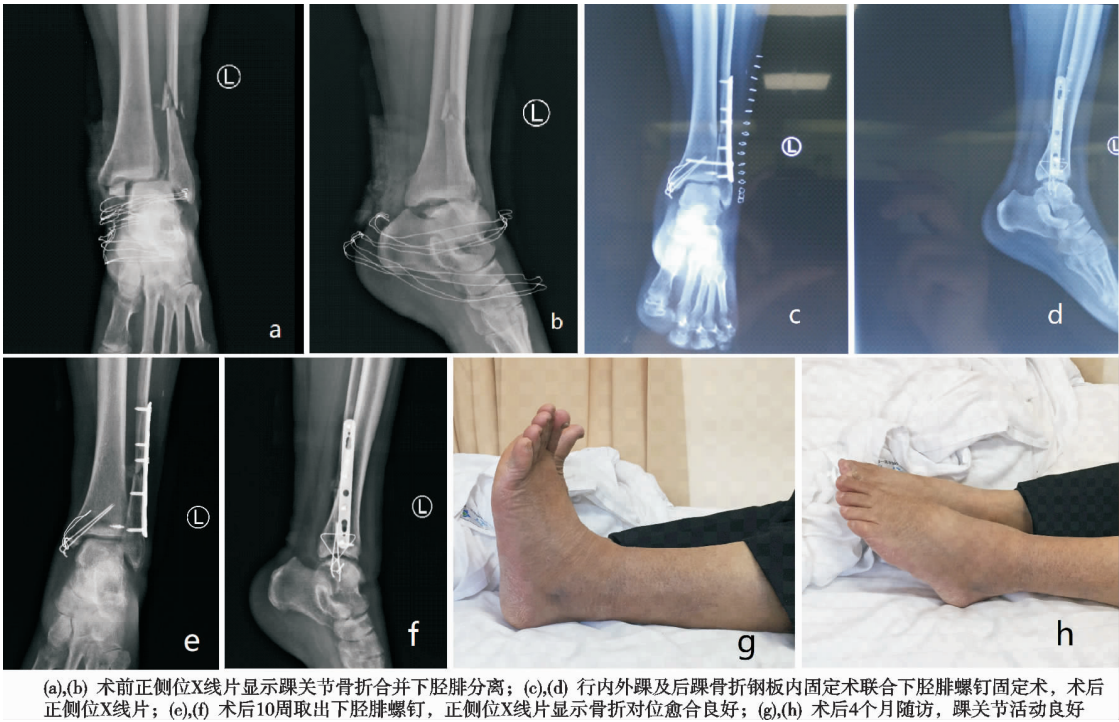 L
a
L
b
L
c
L
d
L
e
L
f
g
h
(a),(b) 术前正侧位X线片显示踝关节骨折合并下胫腓分离；(c),(d) 行内外踝及后踝骨折钢板内固定术联合下胫腓螺钉固定术，术后
正侧位X线片；(e),(f) 术后10周取出下胫腓螺钉，正侧位X线片显示骨折对位愈合良好；(g),(h) 术后4个月随访，踝关节活动良好